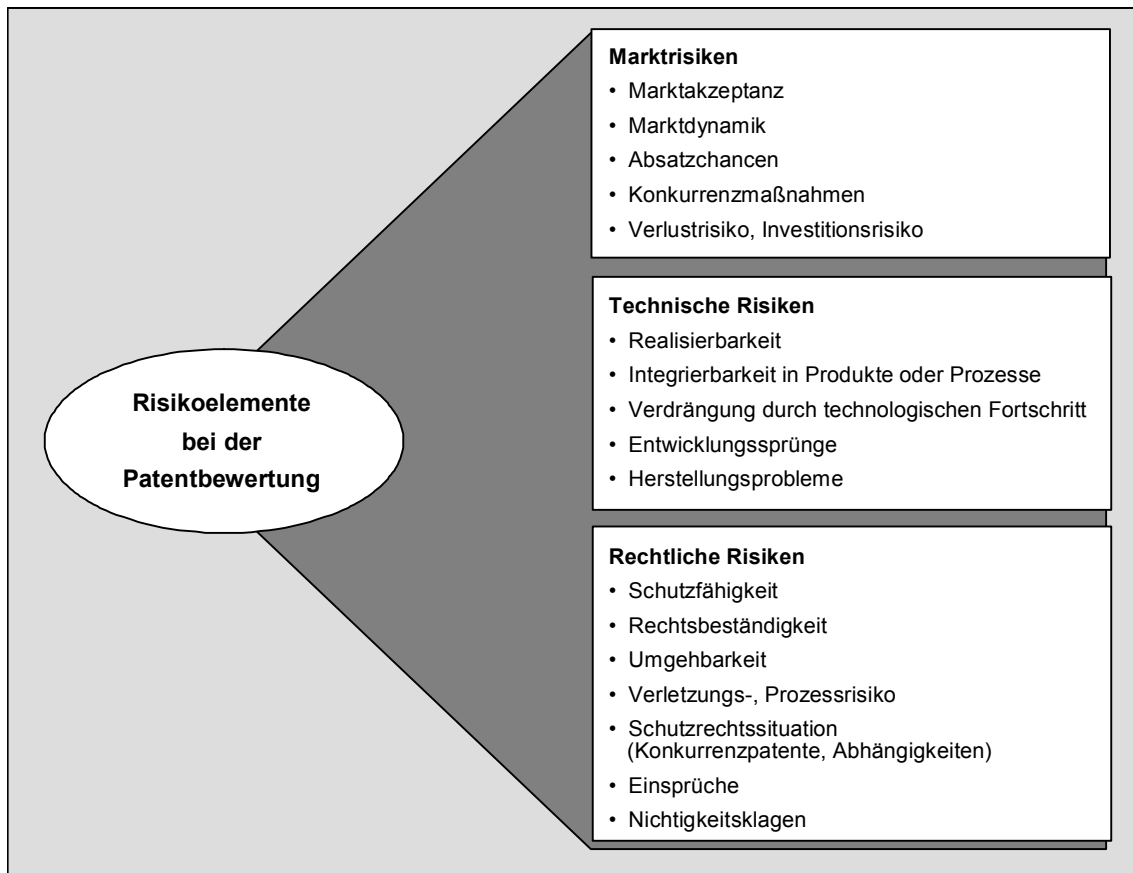 Risikoelemente
bei der
Patentbewertung
Marktrisiken
• Marktakzeptanz
• Marktdynamik
• Absatzchancen
• Konkurrenzmaßnahmen
• Verlustrisiko, Investitionsrisiko
Technische Risiken
• Realisierbarkeit
• Integrierbarkeit in Produkte oder Prozesse
• Verdrängung durch technologischen Fortschritt
• Entwicklungssprünge
• Herstellungsprobleme
Rechtliche Risiken
• Schutzfähigkeit
• Rechtsbeständigkeit
• Umgehbarkeit
• Verletzungs-, Prozessrisiko
• Schutzrechtssituation
(Konkurrenzpatente, Abhängigkeiten)
• Einsprüche
• Nichtigkeitsklagen